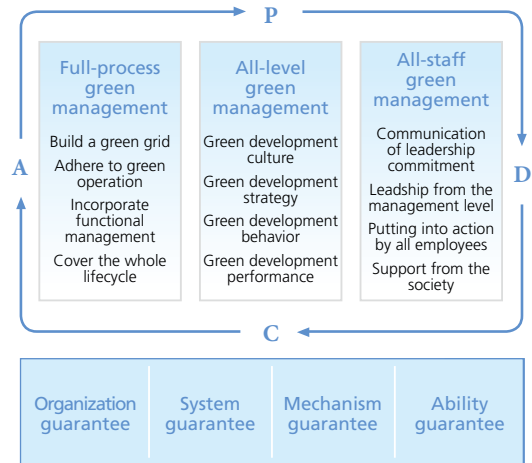 P
Full-process
green
management
Build a green grid
Adhere to green
operation
Incorporate
functional
management
Cover the whole
lifecycle
All-level
green
management
Green development
culture
Green development
strategy
Green development
behavior
Green development
performance
All-staff
green
management
Communication
of leadership
commitment
Leadship from the
management level
Putting into action
by all employees
Support from the
society
A
D
C
Organization
guarantee
System
guarantee
Mechanism
guarantee
Ability
guarantee